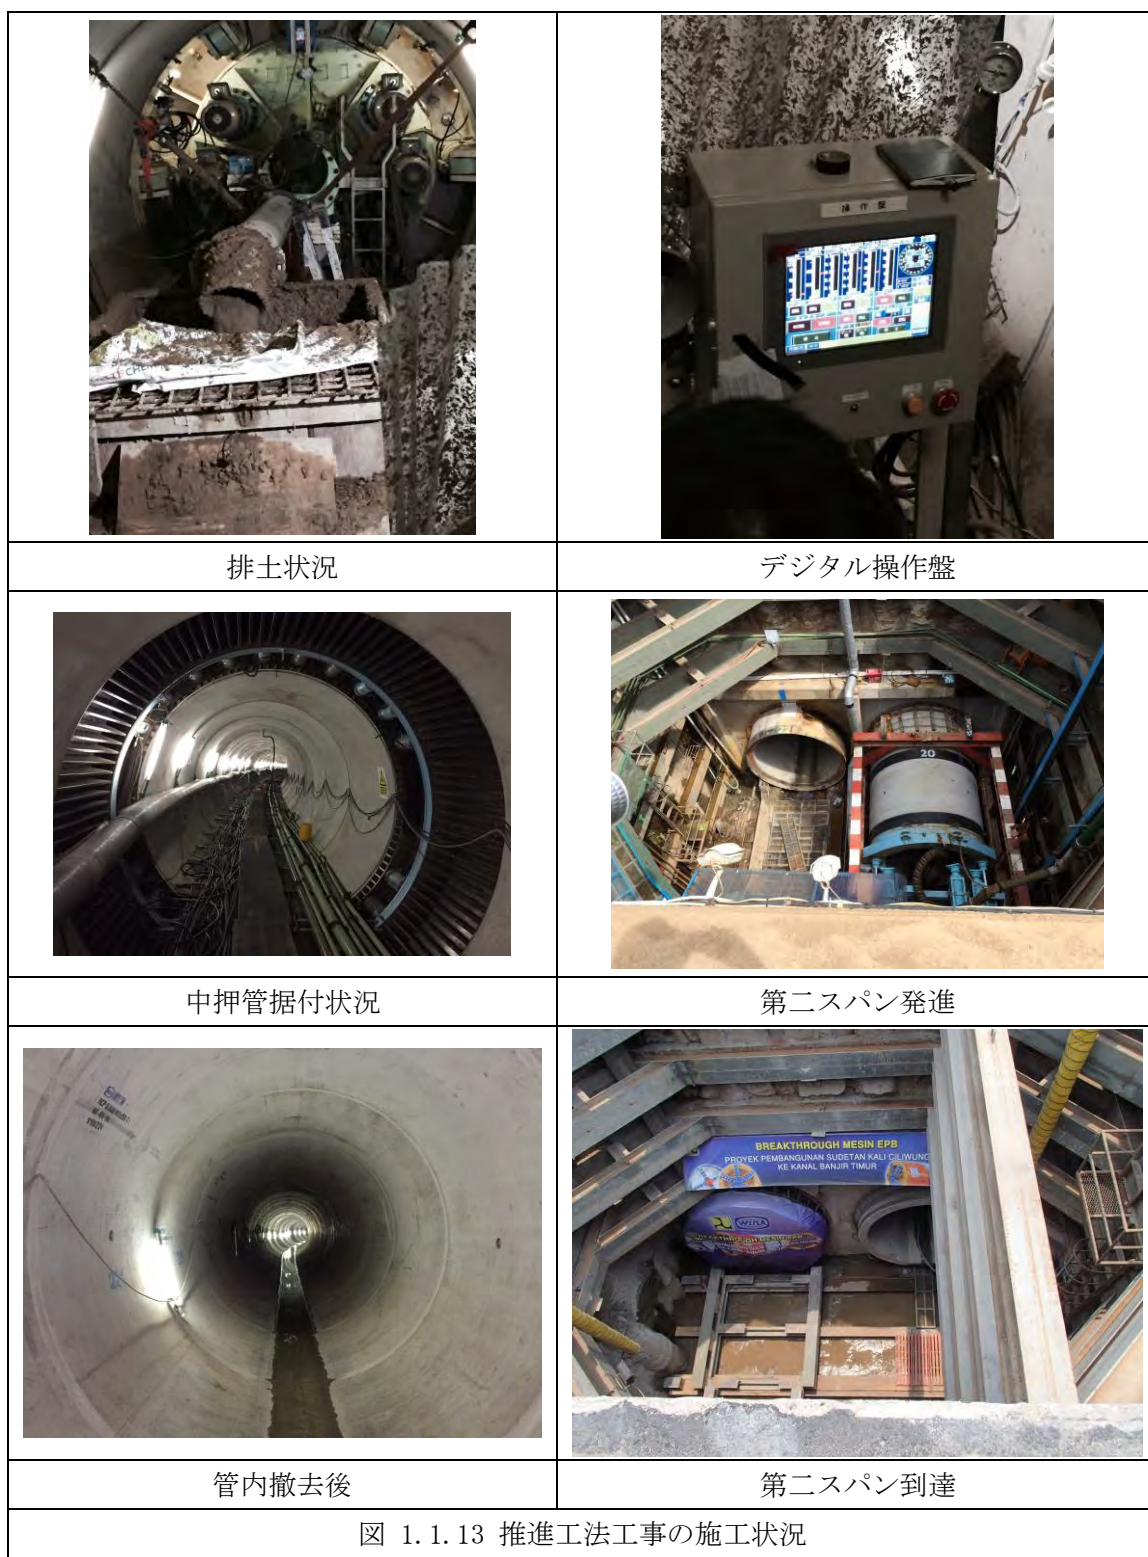 操作盤
排土状況
デジタル操作盤
20
中押管据付状況
第二スパン発進
BREAKTHROUGH MESIN EPB
PROYEK PEMBANGUNAN SUDETAN KALI CILIWUNG
KE KANAL BANJIR TIMUR
WIKA
管内撤去後
第二スパン到達
図 1.1.13 推進工法工事の施工状況